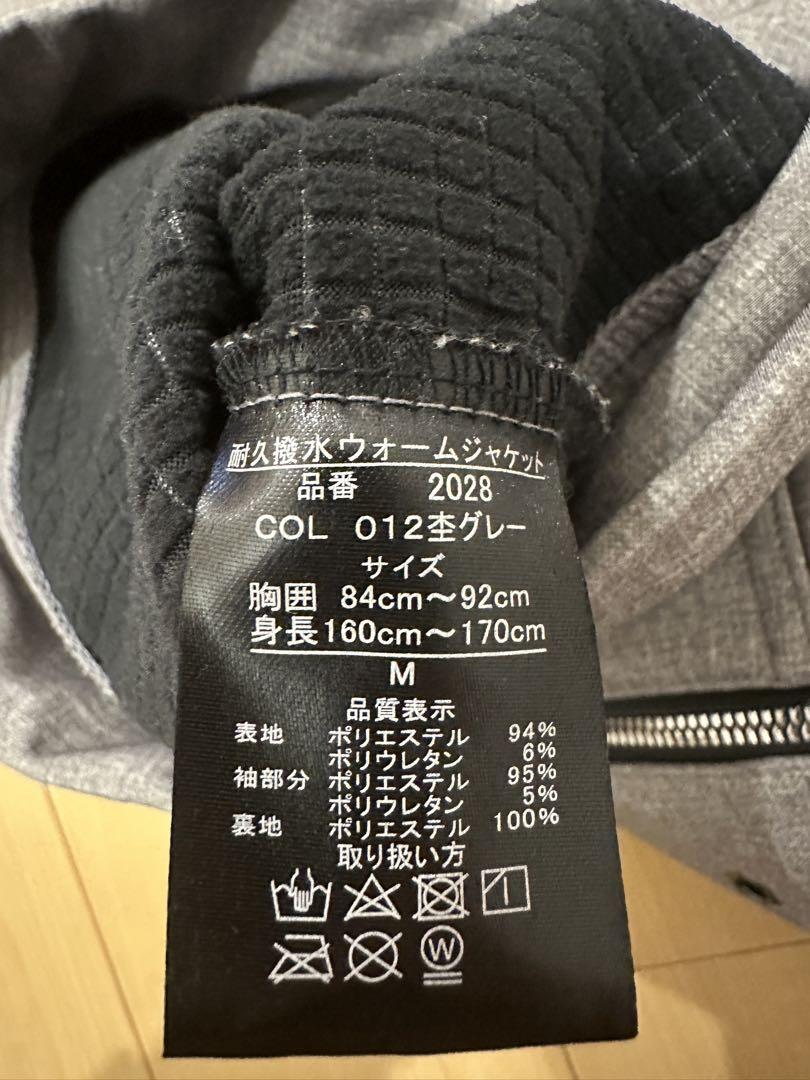 耐久撥水ウォームジャケット
品番 2028
COL 012杢グレー
サイズ
胸囲 84cm～92cm
身長160cm～170cm
M
品質表示
表地 ポリエステル 94%
ポリウレタン 6%
袖部分 ポリエステル 95%
ポリウレタン 5%
裏地 ポリエステル 100%
取り扱い方
W